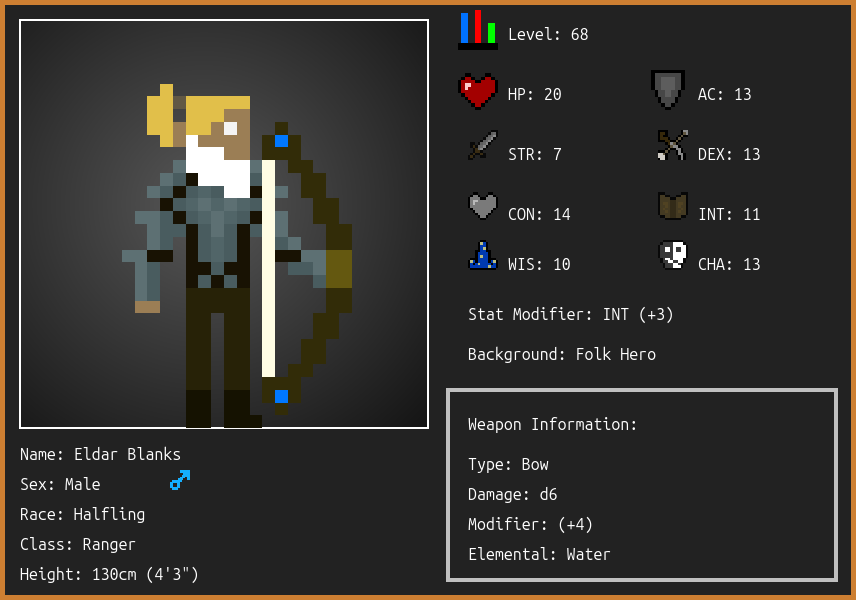 Level: 68
HP: 20
AC: 13
STR: 7
DEX: 13
CON: 14
INT: 11
WIS: 10
CHA: 13
Stat Modifier: INT (+3)
Background: Folk Hero
Weapon Information:
Type: Bow
Damage: d6
Modifier: (+4)
Elemental: Water
Name: Eldar Blanks
Sex: Male
Race: Halfling
Class: Ranger
Height: 130cm (4'3")